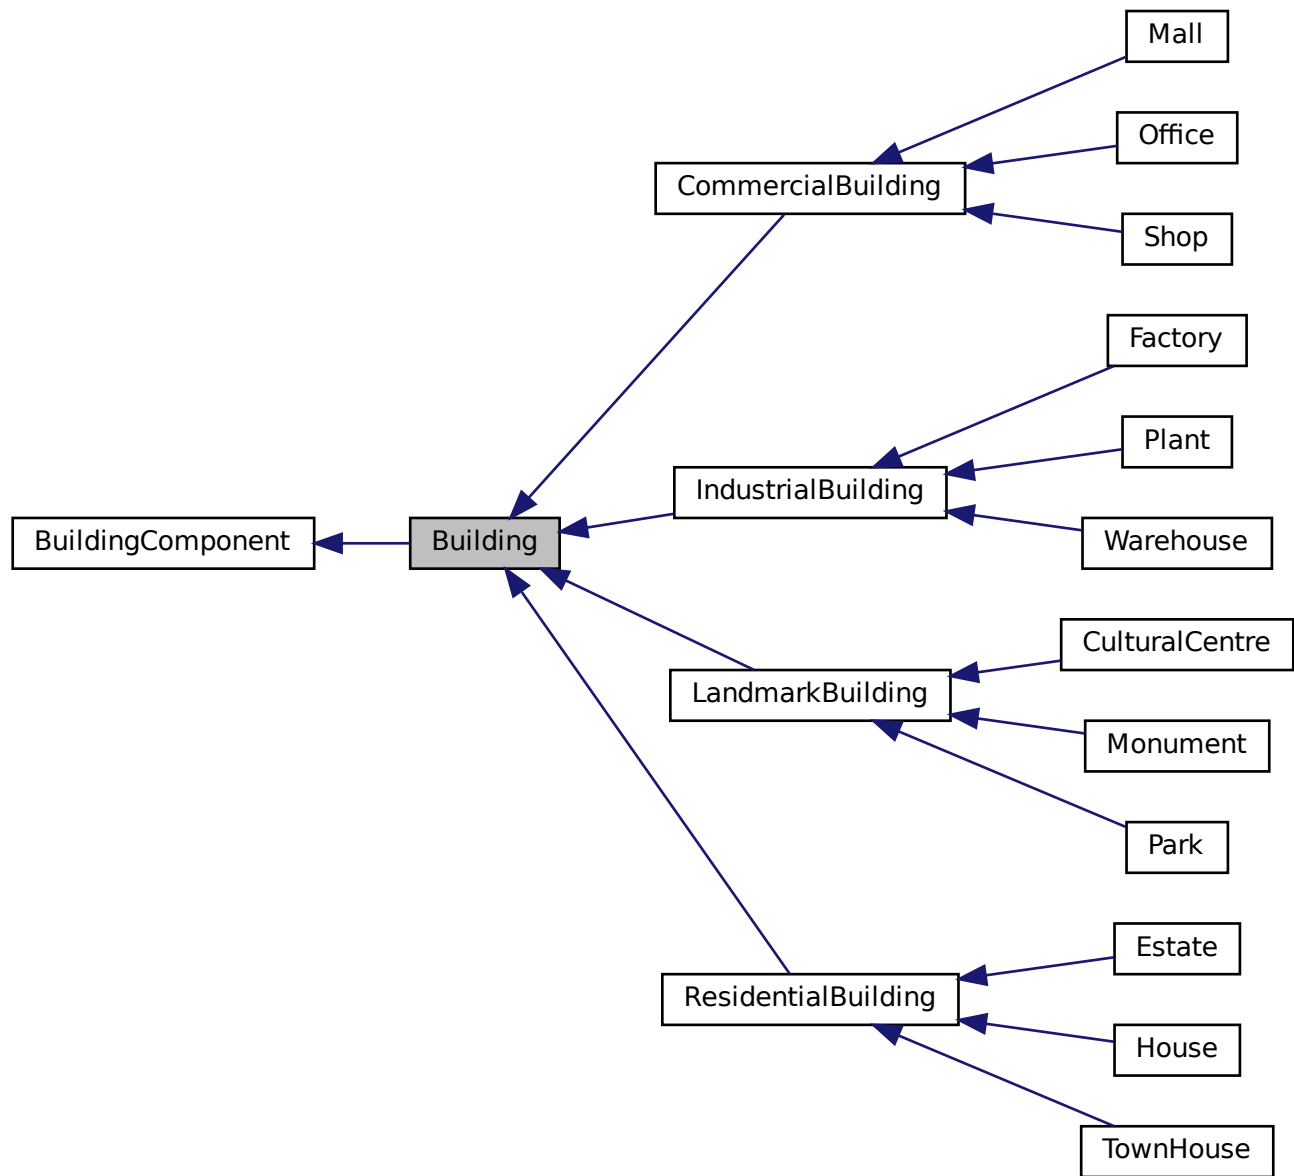 Mall
Office
CommercialBuilding
Shop
Factory
Plant
IndustrialBuilding
BuildingComponent
Building
Warehouse
CulturalCentre
LandmarkBuilding
Monument
Park
Estate
ResidentialBuilding
House
TownHouse